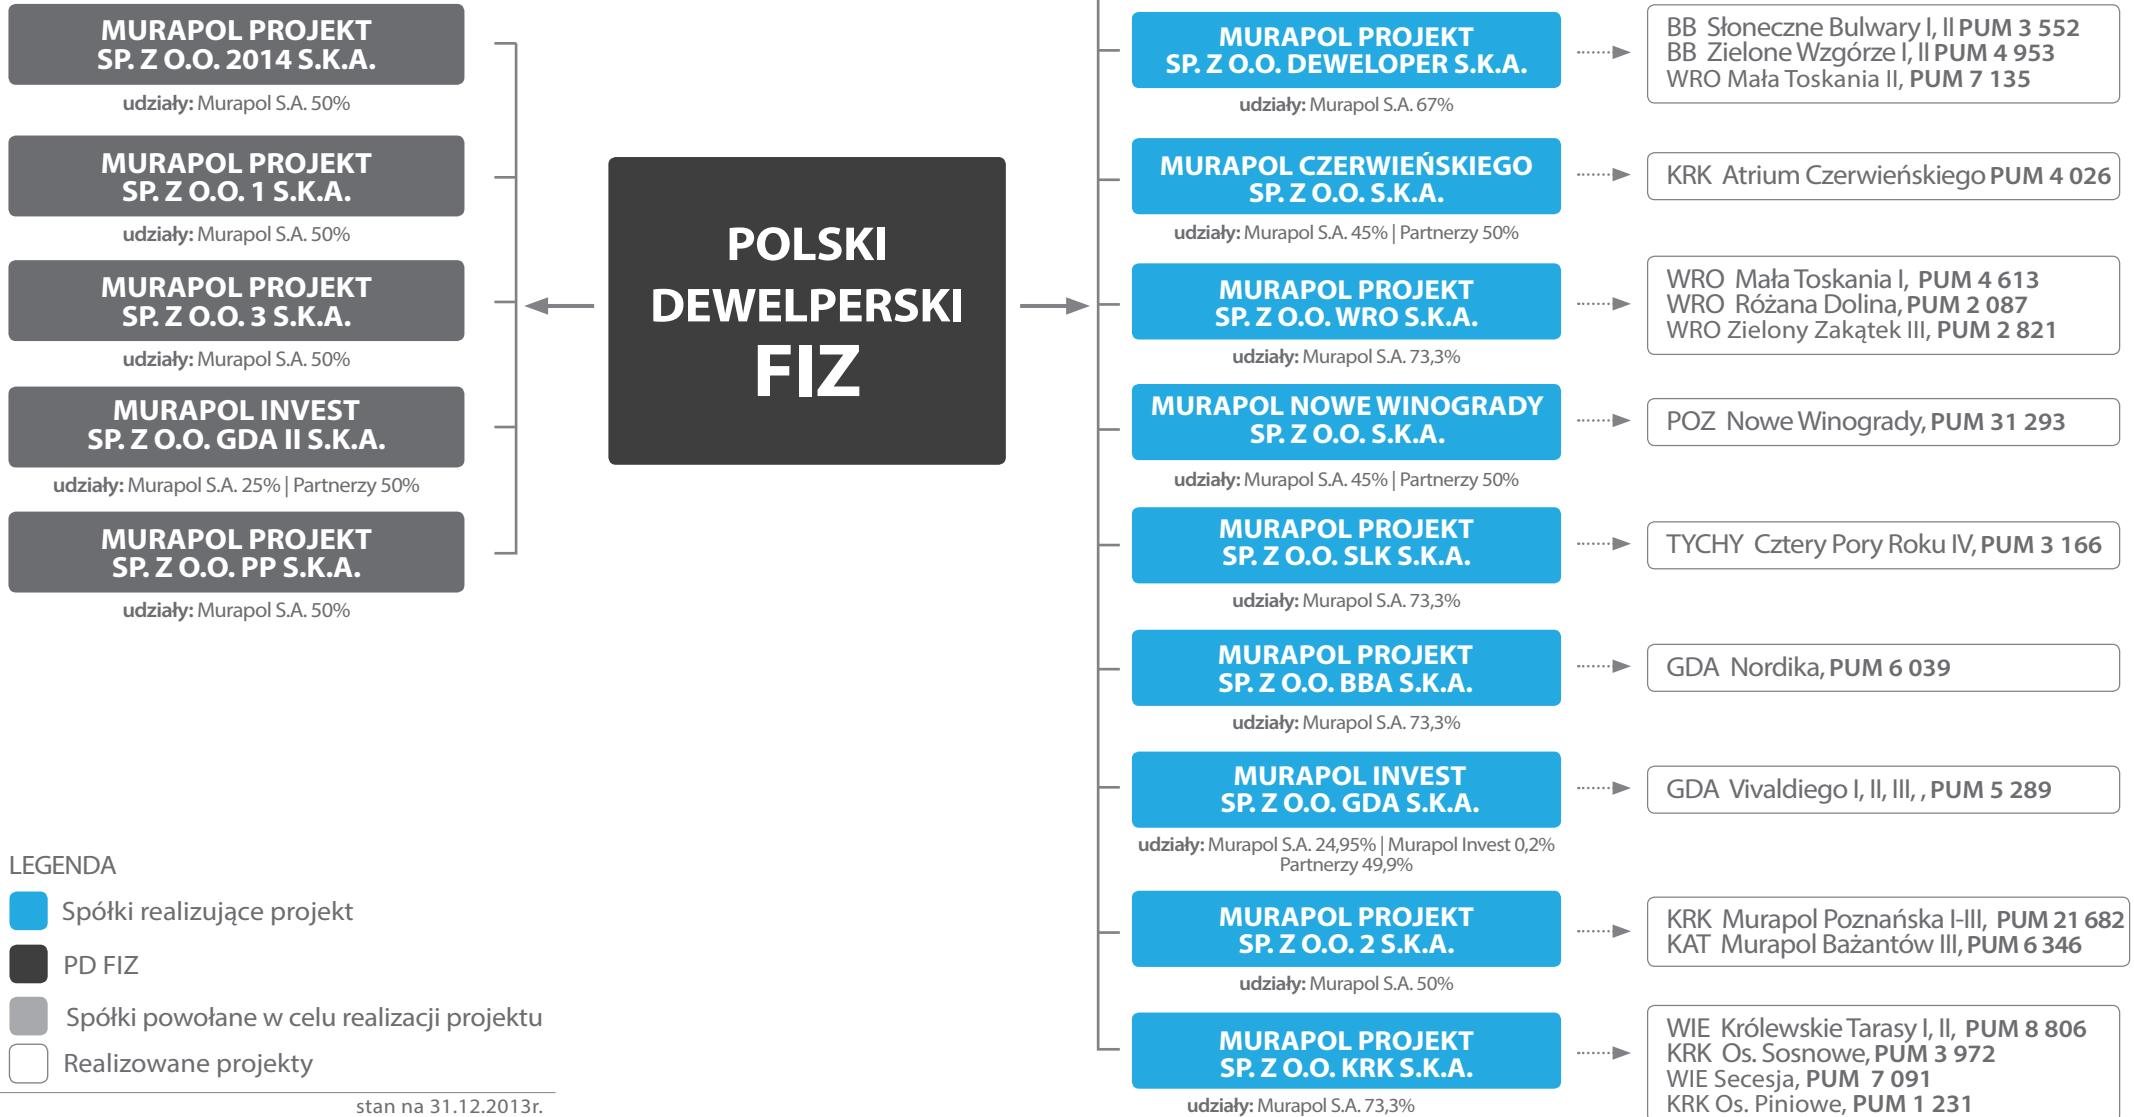 MURAPOL PROJEKT
SP. Z O.O. 2014 S.K.A.
udziały: Murapol S.A. 50%
MURAPOL PROJEKT
SP. Z O.O. 1 S.K.A.
udziały: Murapol S.A. 50%
MURAPOL PROJEKT
SP. Z O.O. 3 S.K.A.
udziały: Murapol S.A. 50%
MURAPOL INVEST
SP. Z O.O. GDA II S.K.A.
udziały: Murapol S.A. 25% | Partnerzy 50%
MURAPOL PROJEKT
SP. Z O.O. PP S.K.A.
udziały: Murapol S.A. 50%
POLSKI
DEWELPERSKI
FIZ
MURAPOL PROJEKT
SP. Z O.O. DEWELOPER S.K.A.
udziały: Murapol S.A. 67%
BB Słoneczne Bulwary I, II PUM 3 552
BB Zielone Wzgórze I, II PUM 4 953
WRO Mała Toskania II, PUM 7 135
MURAPOL CZERWIEŃSKIEGO
SP. Z O.O. S.K.A.
udziały: Murapol S.A. 45% | Partnerzy 50%
KRK Atrium Czerwieńskiego PUM 4 026
MURAPOL PROJEKT
SP. Z O.O. WRO S.K.A.
udziały: Murapol S.A. 73,3%
WRO Mała Toskania I, PUM 4 613
WRO Różana Dolina, PUM 2 087
WRO Zielony Zakątek III, PUM 2 821
MURAPOL NOWE WINOGRADY
SP. Z O.O. S.K.A.
udziały: Murapol S.A. 45% | Partnerzy 50%
POZ Nowe Winogrady, PUM 31 293
MURAPOL PROJEKT
SP. Z O.O. SLK S.K.A.
udziały: Murapol S.A. 73,3%
TYCHY Cztery Pory Roku IV, PUM 3 166
MURAPOL PROJEKT
SP. Z O.O. BBA S.K.A.
udziały: Murapol S.A. 73,3%
GDA Nordika, PUM 6 039
MURAPOL INVEST
SP. Z O.O. GDA S.K.A.
udziały: Murapol S.A. 24,95% | Murapol Invest 0,2%
Partnerzy 49,9%
GDA Vivaldiego I, II, III, , PUM 5 289
MURAPOL PROJEKT
SP. Z O.O. 2 S.K.A.
udziały: Murapol S.A. 50%
KRK Murapol Poznańska I-III, PUM 21 682
KAT Murapol Bażantów III, PUM 6 346
MURAPOL PROJEKT
SP. Z O.O. KRK S.K.A.
udziały: Murapol S.A. 73,3%
WIE Królewskie Tarasy I, II, PUM 8 806
KRK Os. Sosnowe, PUM 3 972
WIE Secesja, PUM 7 091
KRK Os. Piniowe, PUM 1 231
LEGENDA
Spółki realizujące projekt
PD FIZ
Spółki powołane w celu realizacji projektu
Realizowane projekty
stan na 31.12.2013r.